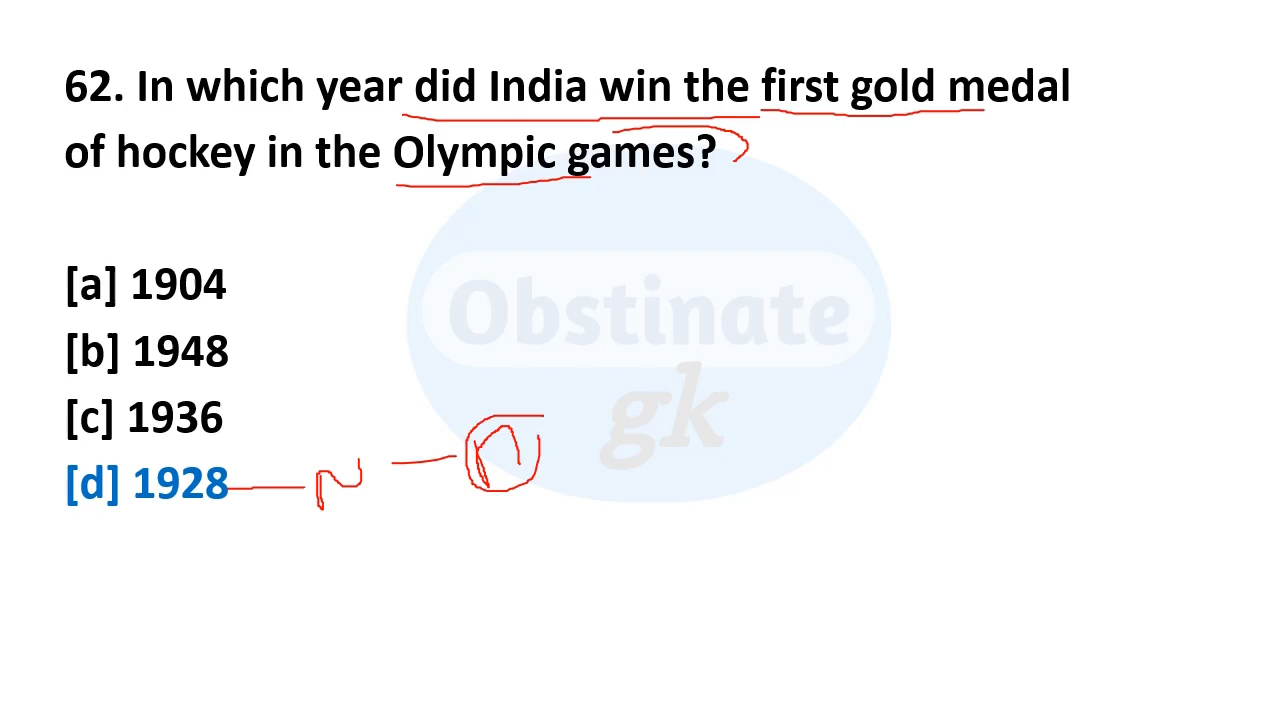 62. In which year did India win the first gold medal
of hockey in the Olympic games?
[a] 1904
[b] 1948
[c] 1936
[d] 1928
Obstinate
gk